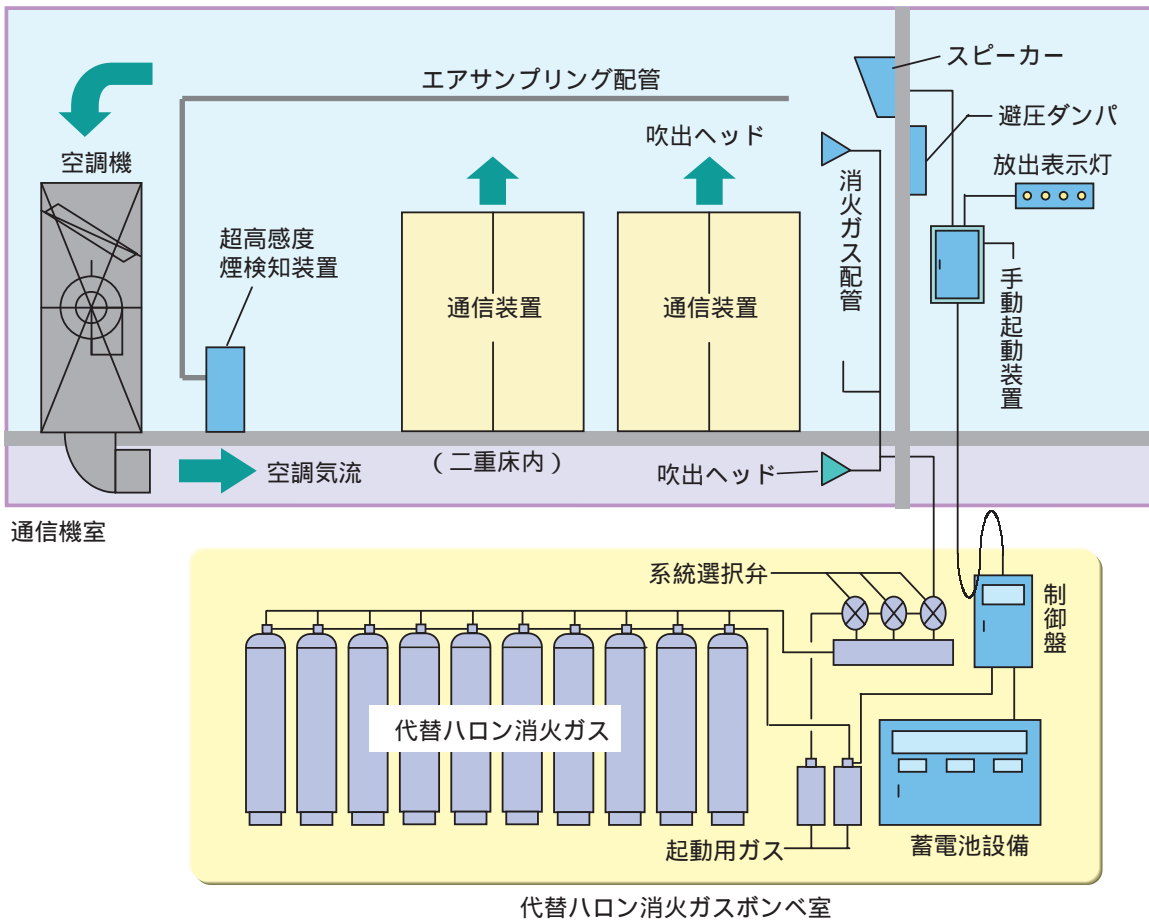 スピーカー
エアサンプリング配管
避圧ダンパ
吹出ヘッド
放出表示灯
空調機
消火ガス配管
超高感度
煙検知装置
手動起動装置
通信装置
通信装置
(二重床内)
空調気流
吹出ヘッド
通信機室
系統選択弁
制御盤
代替ハロン消火ガス
起動用ガス
蓄電池設備
代替ハロン消火ガスボンベ室